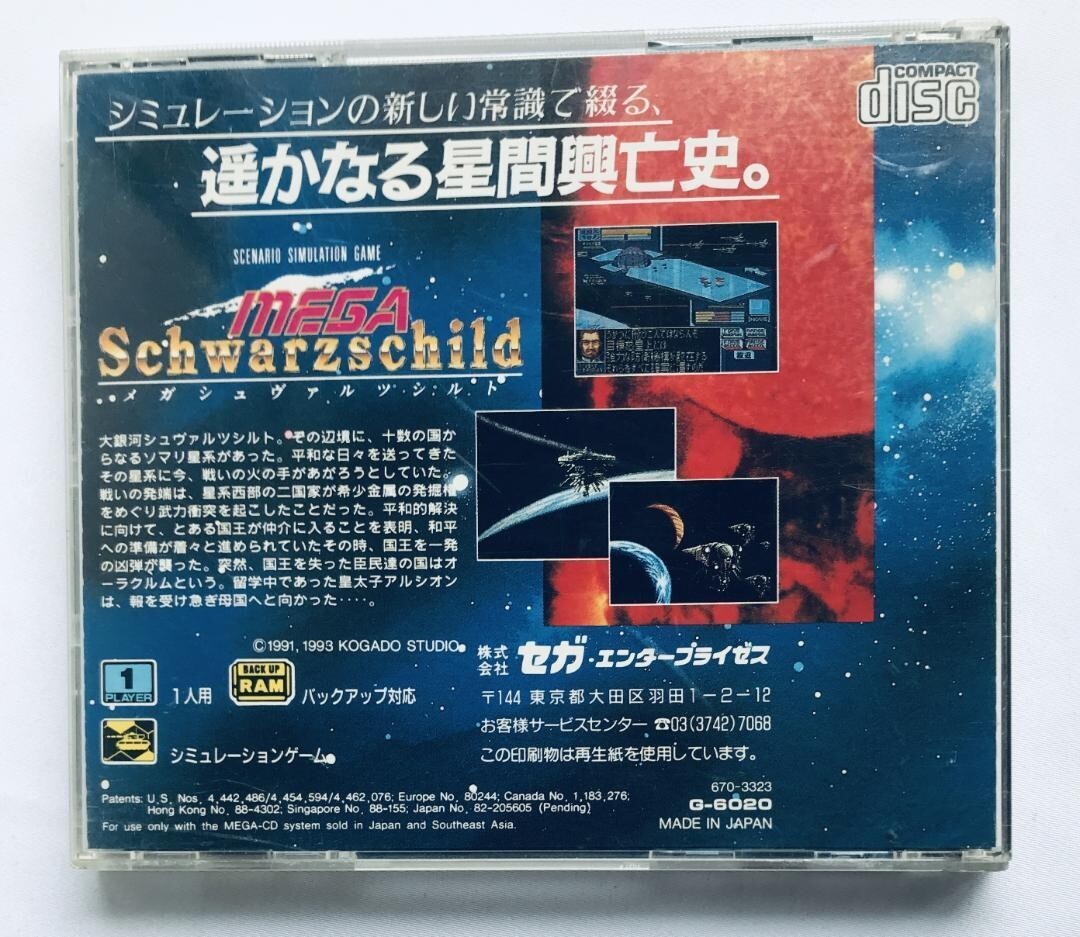 COMPACT
disc
シミュレーションの新しい常識で綴る、
遥かなる星間興亡史。
SCENARIO SIMULATION GAME
MEGA
Schwarzschild
メガシュヴァルツシルト
大銀河シュヴァルツシルト。その辺境に、十数の国か
らなるソマリ星系があった。平和な日々を送ってきた
その星系に今、戦いの火の手があがろうとしていた。
戦いの発端は、星系西部の二国家が希少金属の発掘権
をめぐり武力衝突を起こしたことだった。平和的解決
に向けて、とある国王が仲介に入ることを表明、和平
への準備が着々と進められていたその時、国王を一発
の凶弾が襲った。突然、国王を失った臣民達の国はオ
ーラクルムという。留学中であった皇太子アルシオン
は、報を受け急ぎ母国へと向かった‥‥。
©1991, 1993 KOGADO STUDIO
1
PLAYER
1人用
BACK UP
RAM
バックアップ対応
シミュレーションゲーム
株式
会社
セガ・エンタープライゼス
〒144 東京都大田区羽田1-2-12
お客様サービスセンター ☎03(3742)7068
この印刷物は再生紙を使用しています。
Patents: U.S. Nos. 4,442,486/4,454,594/4,462,076; Europe No. 80244; Canada No. 1,183,276;
Hong Kong No. 88-4302; Singapore No. 88-155; Japan No. 82-205605 (Pending)
For use only with the MEGA-CD system sold in Japan and Southeast Asia.
670-3323
G-6020
MADE IN JAPAN